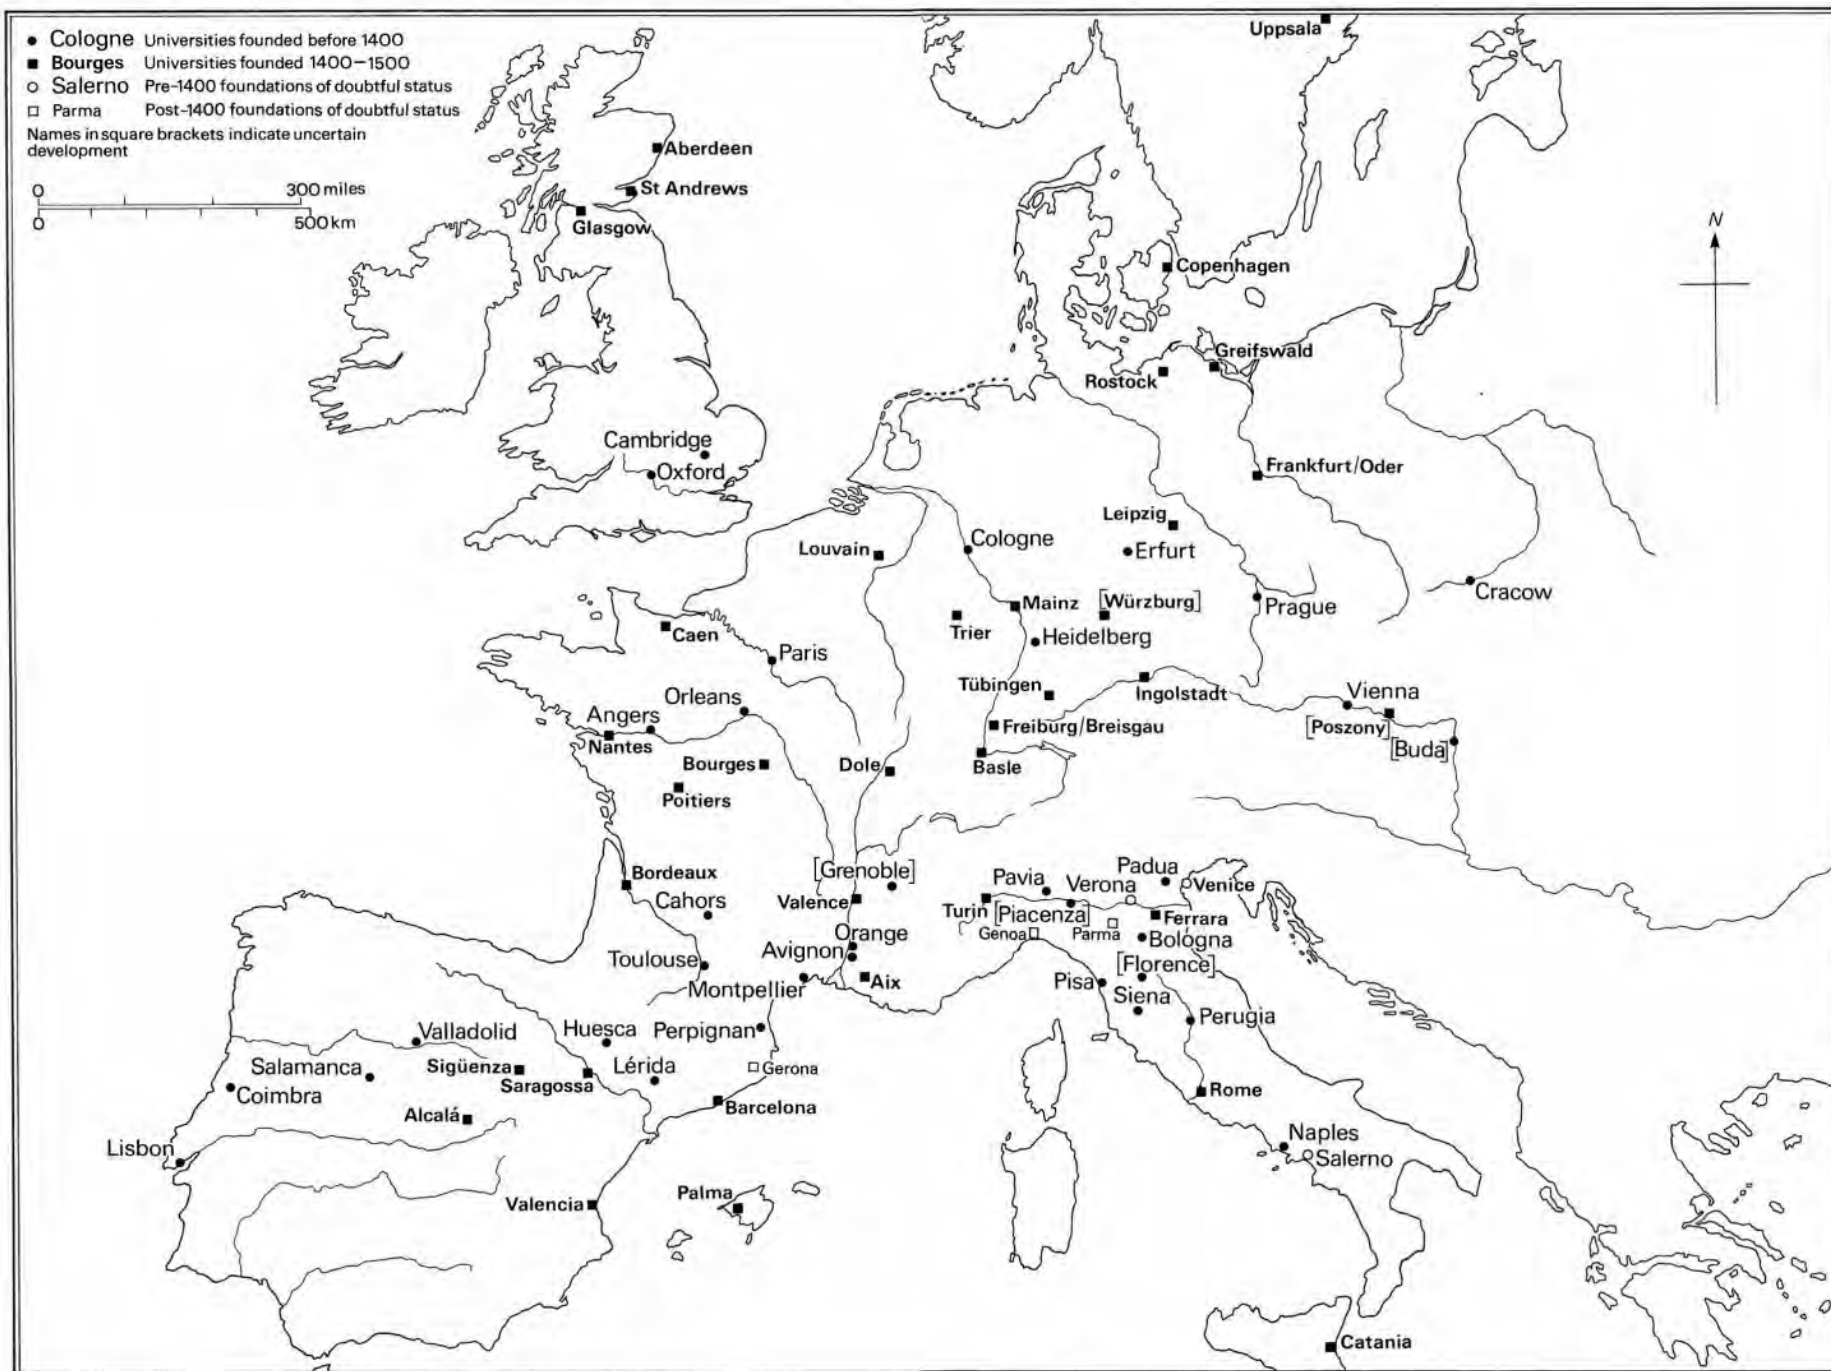 Cologne Universities founded before 1400
Bourges Universities founded 1400–1500
Salerno Pre-1400 foundations of doubtful status
Parma Post-1400 foundations of doubtful status
Names in square brackets indicate uncertain
development
0 300 miles
0 500 km
N
Uppsala
Aberdeen
St Andrews
Glasgow
Copenhagen
Greifswald
Rostock
Cambridge
Oxford
Frankfurt/Oder
Leipzig
Louvain
Cologne
Erfurt
Cracow
Mainz
[Würzburg]
Prague
Trier
Caen
Heidelberg
Paris
Tübingen
Ingolstadt
Vienna
Orleans
Angers
Freiburg/Breisgau
[Poszony]
Nantes
[Buda]
Bourges
Dole
Basle
Poitiers
[Grenoble]
Padua
Bordeaux
Pavia
Verona
Venice
Cahors
Valence
Turin
[Piacenza]
Ferrara
Orange
Genoa
Parma
Bologna
Avignon
Toulouse
[Florence]
Aix
Montpellier
Pisa
Siena
Perugia
Valladolid
Huesca
Perpignan
Salamanca
Sigüenza
Lérida
Gerona
Saragossa
Coimbra
Rome
Barcelona
Alcalá
Naples
Lisbon
Salerno
Palma
Valencia
Catania